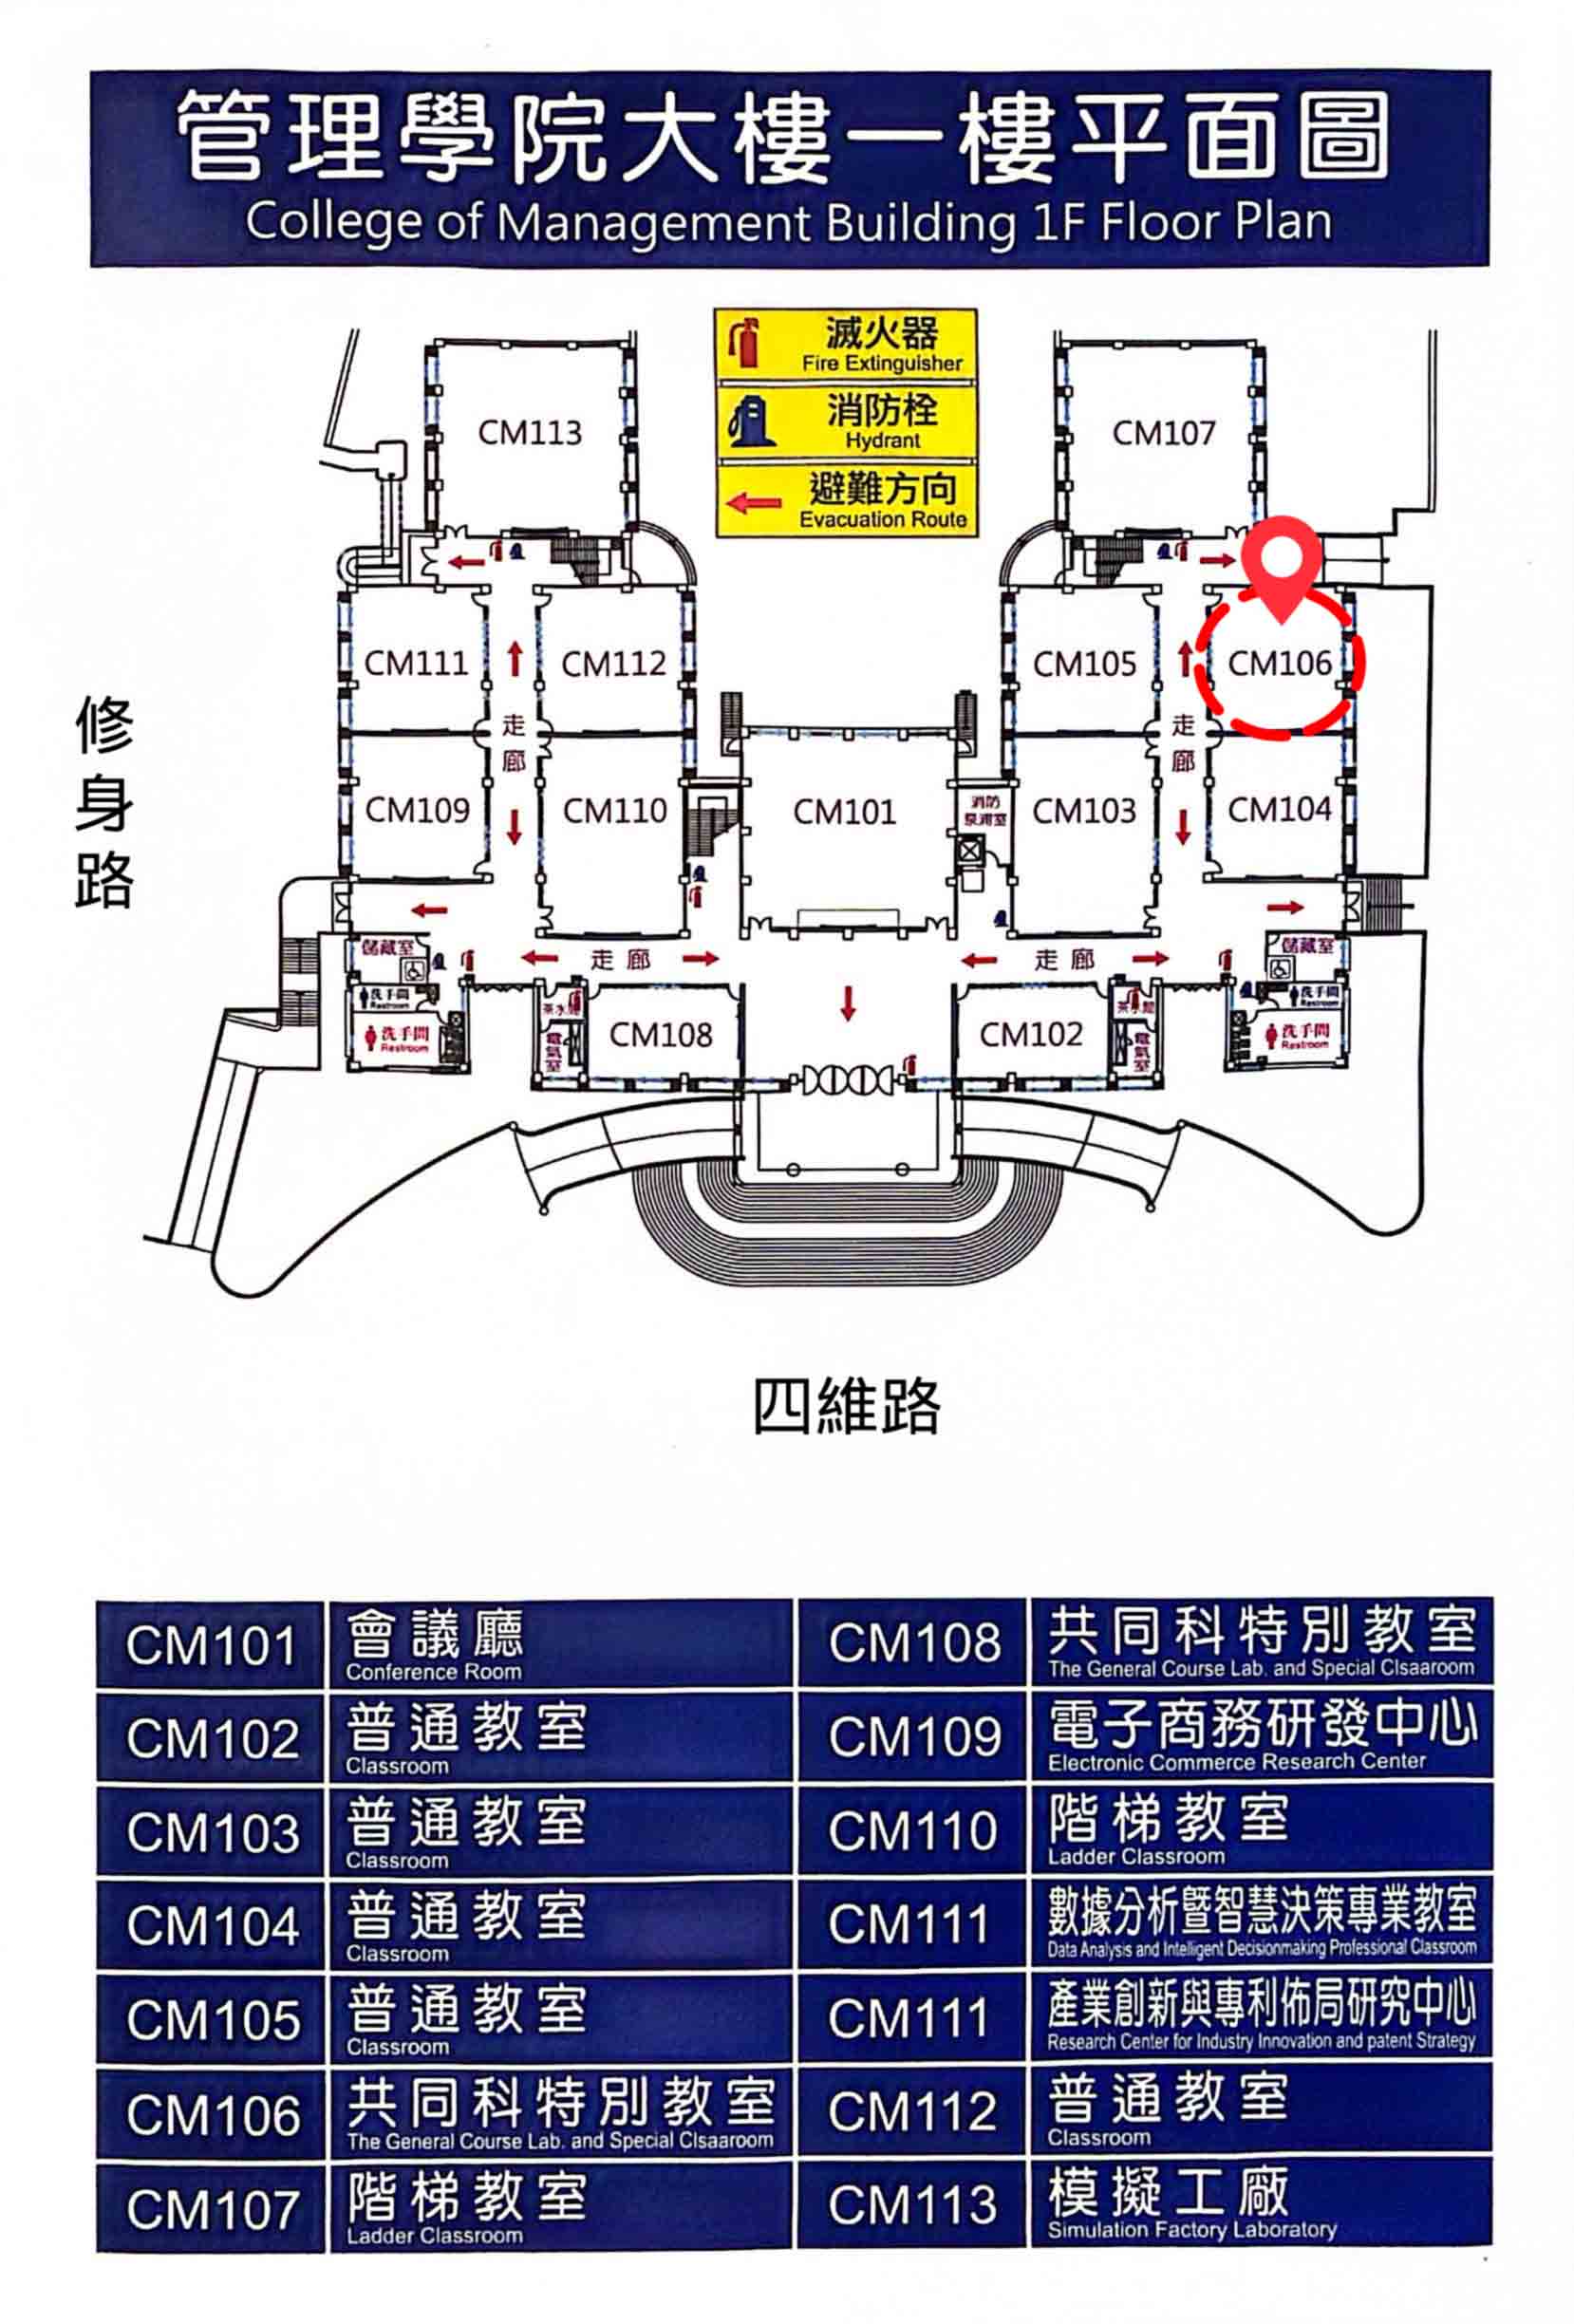 管理學院大樓一樓平面圖
College of Management Building 1F Floor Plan
滅火器
Fire Extinguisher
消防栓
Hydrant
避難方向
Evacuation Route
CM113
CM107
CM111
CM112
CM105
CM106
走廊
走廊
修身路
CM109
CM110
CM101
消防
泵浦室
CM103
CM104
儲藏室
走廊
走廊
儲藏室
洗手間
Restroom
茶水間
茶水間
洗手間
Restroom
洗手間
Restroom
電氣室
CM108
CM102
電氣室
洗手間
Restroom
四維路
CM101 會議廳
Conference Room
CM102 普通教室
Classroom
CM103 普通教室
Classroom
CM104 普通教室
Classroom
CM105 普通教室
Classroom
CM106 共同科特別教室
The General Course Lab. and Special Clsaaroom
CM107 階梯教室
Ladder Classroom
CM108 共同科特別教室
The General Course Lab. and Special Clsaaroom
CM109 電子商務研發中心
Electronic Commerce Research Center
CM110 階梯教室
Ladder Classroom
CM111 數據分析暨智慧決策專業教室
Data Analysis and Intelligent Decisionmaking Professional Classroom
CM111 產業創新與專利佈局研究中心
Research Center for Industry Innovation and patent Strategy
CM112 普通教室
Classroom
CM113 模擬工廠
Simulation Factory Laboratory